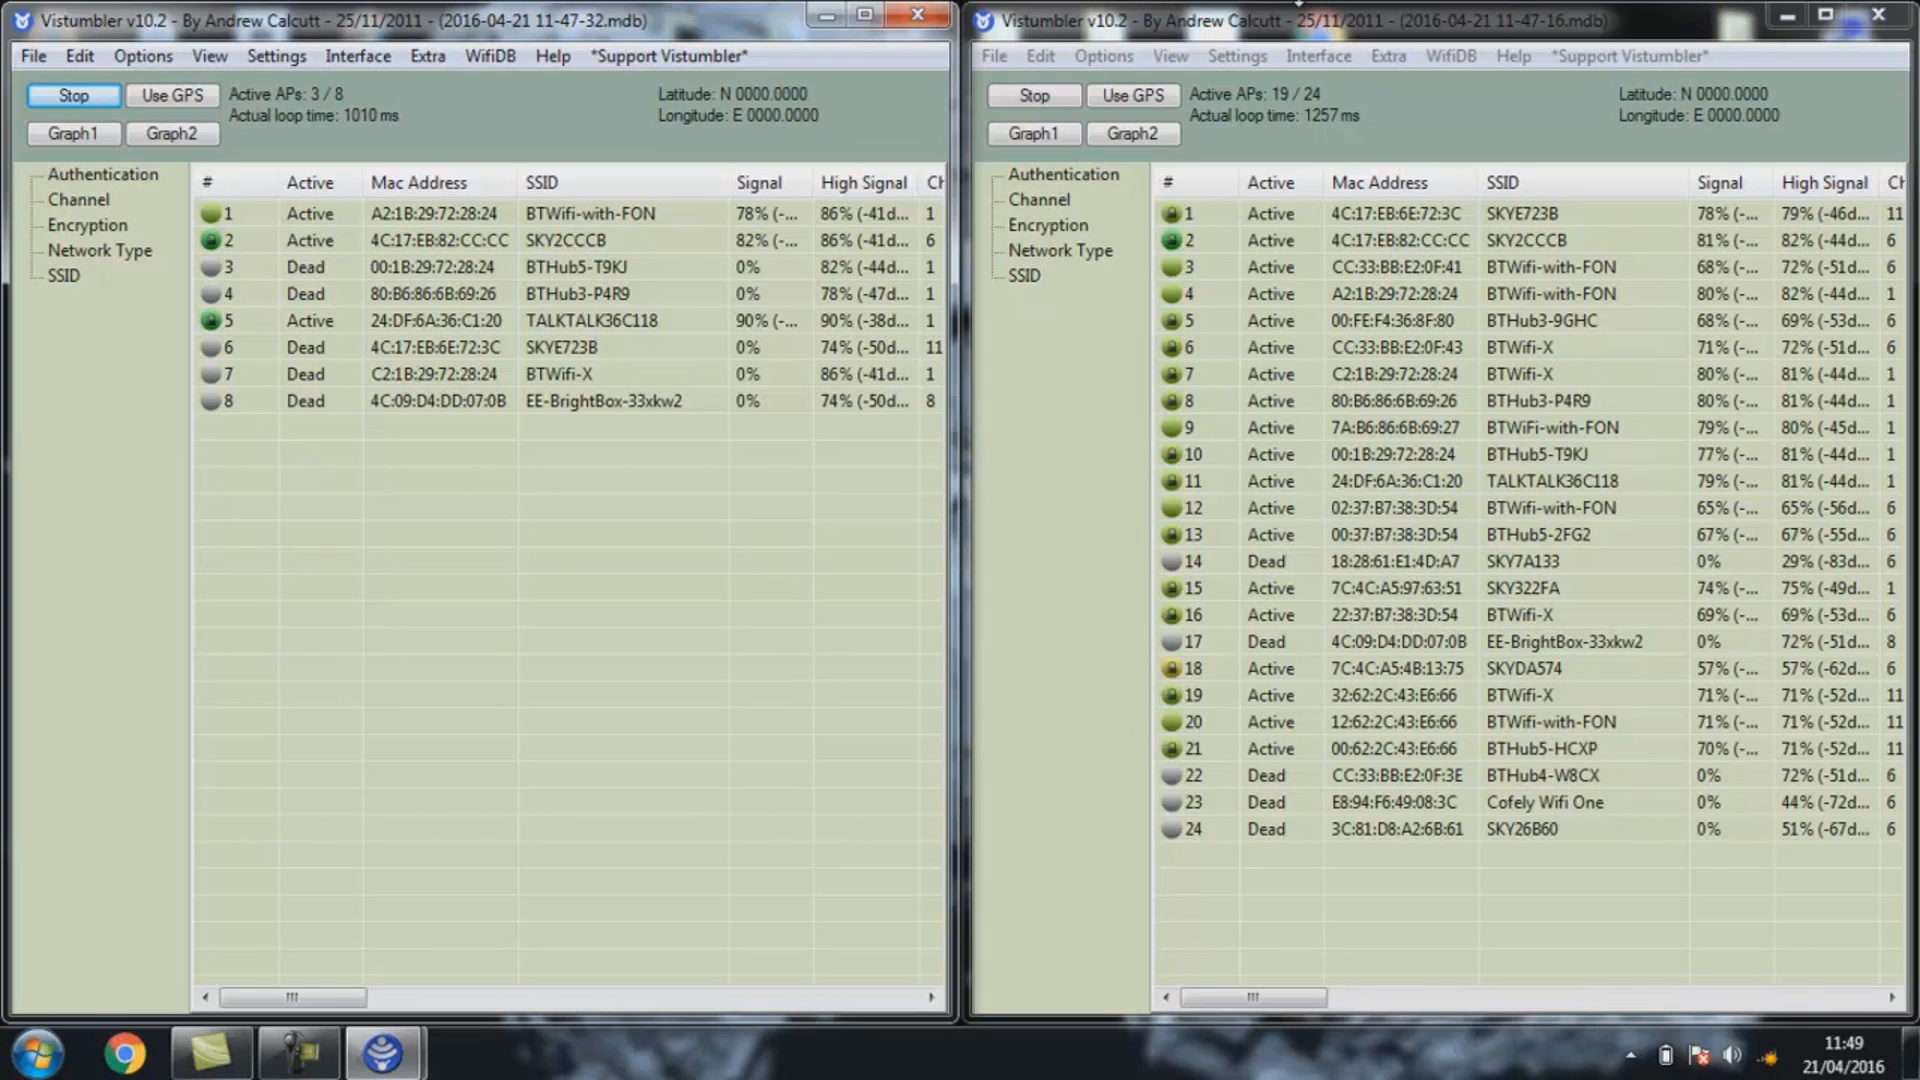 Vistumbler v10.2 - By Andrew Calcutt - 25/11/2011 - (2016-04-21 11-47-32.mdb)
File Edit Options View Settings Interface Extra WifiDB Help *Support Vistumbler*
Stop Use GPS Active APs: 3 / 8 Latitude: N 0000.0000
Actual loop time: 1010 ms Longitude: E 0000.0000
Graph1 Graph2
Authentication
Channel
Encryption
Network Type
SSID
# Active Mac Address SSID Signal High Signal Ch
1 Active A2:1B:29:72:28:24 BTWifi-with-FON 78% (-... 86% (-41d... 1
2 Active 4C:17:EB:82:CC:CC SKY2CCCB 82% (-... 86% (-41d... 6
3 Dead 00:1B:29:72:28:24 BTHub5-T9KJ 0% 82% (-44d... 1
4 Dead 80:B6:86:6B:69:26 BTHub3-P4R9 0% 78% (-47d... 1
5 Active 24:DF:6A:36:C1:20 TALKTALK36C118 90% (-... 90% (-38d... 1
6 Dead 4C:17:EB:6E:72:3C SKYE723B 0% 74% (-50d... 11
7 Dead C2:1B:29:72:28:24 BTWifi-X 0% 86% (-41d... 1
8 Dead 4C:09:D4:DD:07:0B EE-BrightBox-33xkw2 0% 74% (-50d... 8
Vistumbler v10.2 - By Andrew Calcutt - 25/11/2011 - (2016-04-21 11-47-16.mdb)
File Edit Options View Settings Interface Extra WifiDB Help *Support Vistumbler*
Stop Use GPS Active APs: 19 / 24 Latitude: N 0000.0000
Actual loop time: 1257 ms Longitude: E 0000.0000
Graph1 Graph2
Authentication
Channel
Encryption
Network Type
SSID
# Active Mac Address SSID Signal High Signal Ch
1 Active 4C:17:EB:6E:72:3C SKYE723B 78% (-... 79% (-46d... 11
2 Active 4C:17:EB:82:CC:CC SKY2CCCB 81% (-... 82% (-44d... 6
3 Active CC:33:BB:E2:0F:41 BTWifi-with-FON 68% (-... 72% (-51d... 6
4 Active A2:1B:29:72:28:24 BTWifi-with-FON 80% (-... 82% (-44d... 1
5 Active 00:FE:F4:36:8F:80 BTHub3-9GHC 68% (-... 69% (-53d... 6
6 Active CC:33:BB:E2:0F:43 BTWifi-X 71% (-... 72% (-51d... 6
7 Active C2:1B:29:72:28:24 BTWifi-X 80% (-... 81% (-44d... 1
8 Active 80:B6:86:6B:69:26 BTHub3-P4R9 80% (-... 81% (-44d... 1
9 Active 7A:B6:86:6B:69:27 BTWiFi-with-FON 79% (-... 80% (-45d... 1
10 Active 00:1B:29:72:28:24 BTHub5-T9KJ 77% (-... 81% (-44d... 1
11 Active 24:DF:6A:36:C1:20 TALKTALK36C118 79% (-... 81% (-44d... 1
12 Active 02:37:B7:38:3D:54 BTWifi-with-FON 65% (-... 65% (-56d... 6
13 Active 00:37:B7:38:3D:54 BTHub5-2FG2 67% (-... 67% (-55d... 6
14 Dead 18:28:61:E1:4D:A7 SKY7A133 0% 29% (-83d... 6
15 Active 7C:4C:A5:97:63:51 SKY322FA 74% (-... 75% (-49d... 1
16 Active 22:37:B7:38:3D:54 BTWifi-X 69% (-... 69% (-53d... 6
17 Dead 4C:09:D4:DD:07:0B EE-BrightBox-33xkw2 0% 72% (-51d... 8
18 Active 7C:4C:A5:4B:13:75 SKYDA574 57% (-... 57% (-62d... 6
19 Active 32:62:2C:43:E6:66 BTWifi-X 71% (-... 71% (-52d... 11
20 Active 12:62:2C:43:E6:66 BTWifi-with-FON 71% (-... 71% (-52d... 11
21 Active 00:62:2C:43:E6:66 BTHub5-HCXP 70% (-... 71% (-52d... 11
22 Dead CC:33:BB:E2:0F:3E BTHub4-W8CX 0% 72% (-51d... 6
23 Dead E8:94:F6:49:08:3C Cofely Wifi One 0% 44% (-72d... 6
24 Dead 3C:81:D8:A2:6B:61 SKY26B60 0% 51% (-67d... 6
11:49
21/04/2016